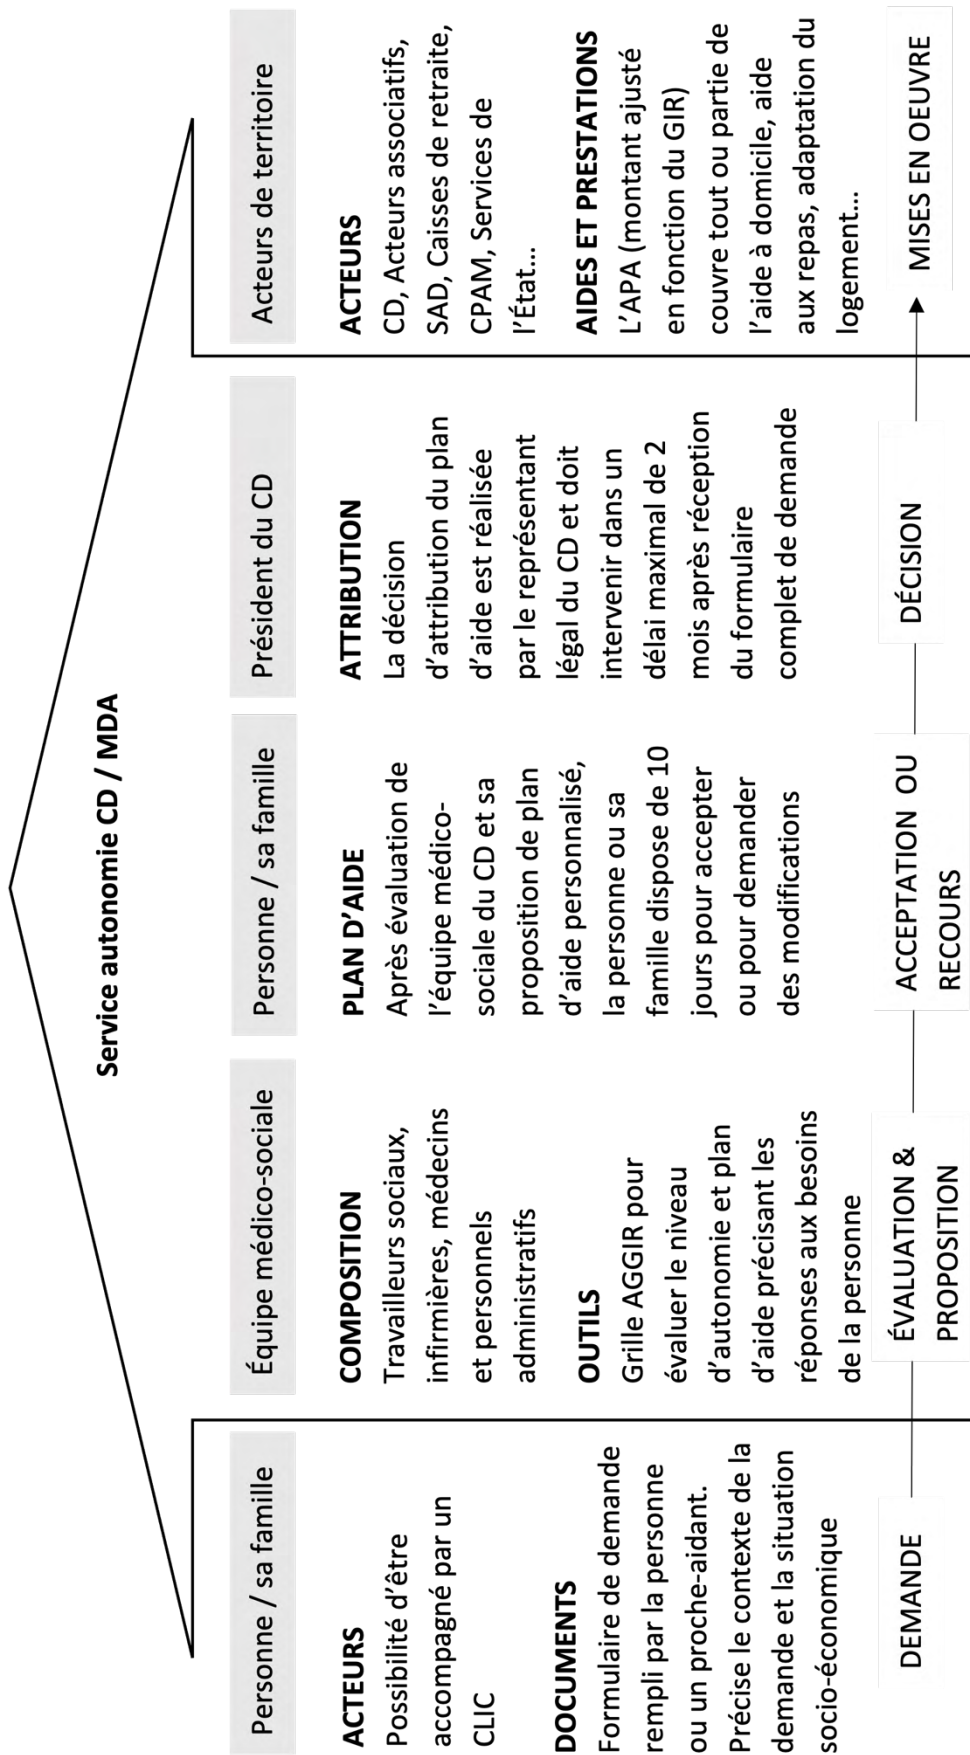 Service autonomie CD / MDA
Personne / sa famille
ACTEURS
Possibilité d'être
accompagné par un
CLIC
DOCUMENTS
Formulaire de demande
rempli par la personne
ou un proche-aidant.
Précise le contexte de la
demande et la situation
socio-économique
DEMANDE
Équipe médico-sociale
COMPOSITION
Travailleurs sociaux,
infirmières, médecins
et personnels
administratifs
OUTILS
Grille AGGIR pour
évaluer le niveau
d'autonomie et plan
d'aide précisant les
réponses aux besoins
de la personne
ÉVALUATION &
PROPOSITION
Personne / sa famille
PLAN D'AIDE
Après évaluation de
l'équipe médico-
sociale du CD et sa
proposition de plan
d'aide personnalisé,
la personne ou sa
famille dispose de 10
jours pour accepter
ou pour demander
des modifications
ACCEPTATION OU
RECOURS
Président du CD
ATTRIBUTION
La décision
d'attribution du plan
d'aide est réalisée
par le représentant
légal du CD et doit
intervenir dans un
délai maximal de 2
mois après réception
du formulaire
complet de demande
DÉCISION
Acteurs de territoire
ACTEURS
CD, Acteurs associatifs,
SAD, Caisses de retraite,
CPAM, Services de
l'État...
AIDES ET PRESTATIONS
L'APA (montant ajusté
en fonction du GIR)
couvre tout ou partie de
l'aide à domicile, aide
aux repas, adaptation du
logement...
MISES EN OEUVRE